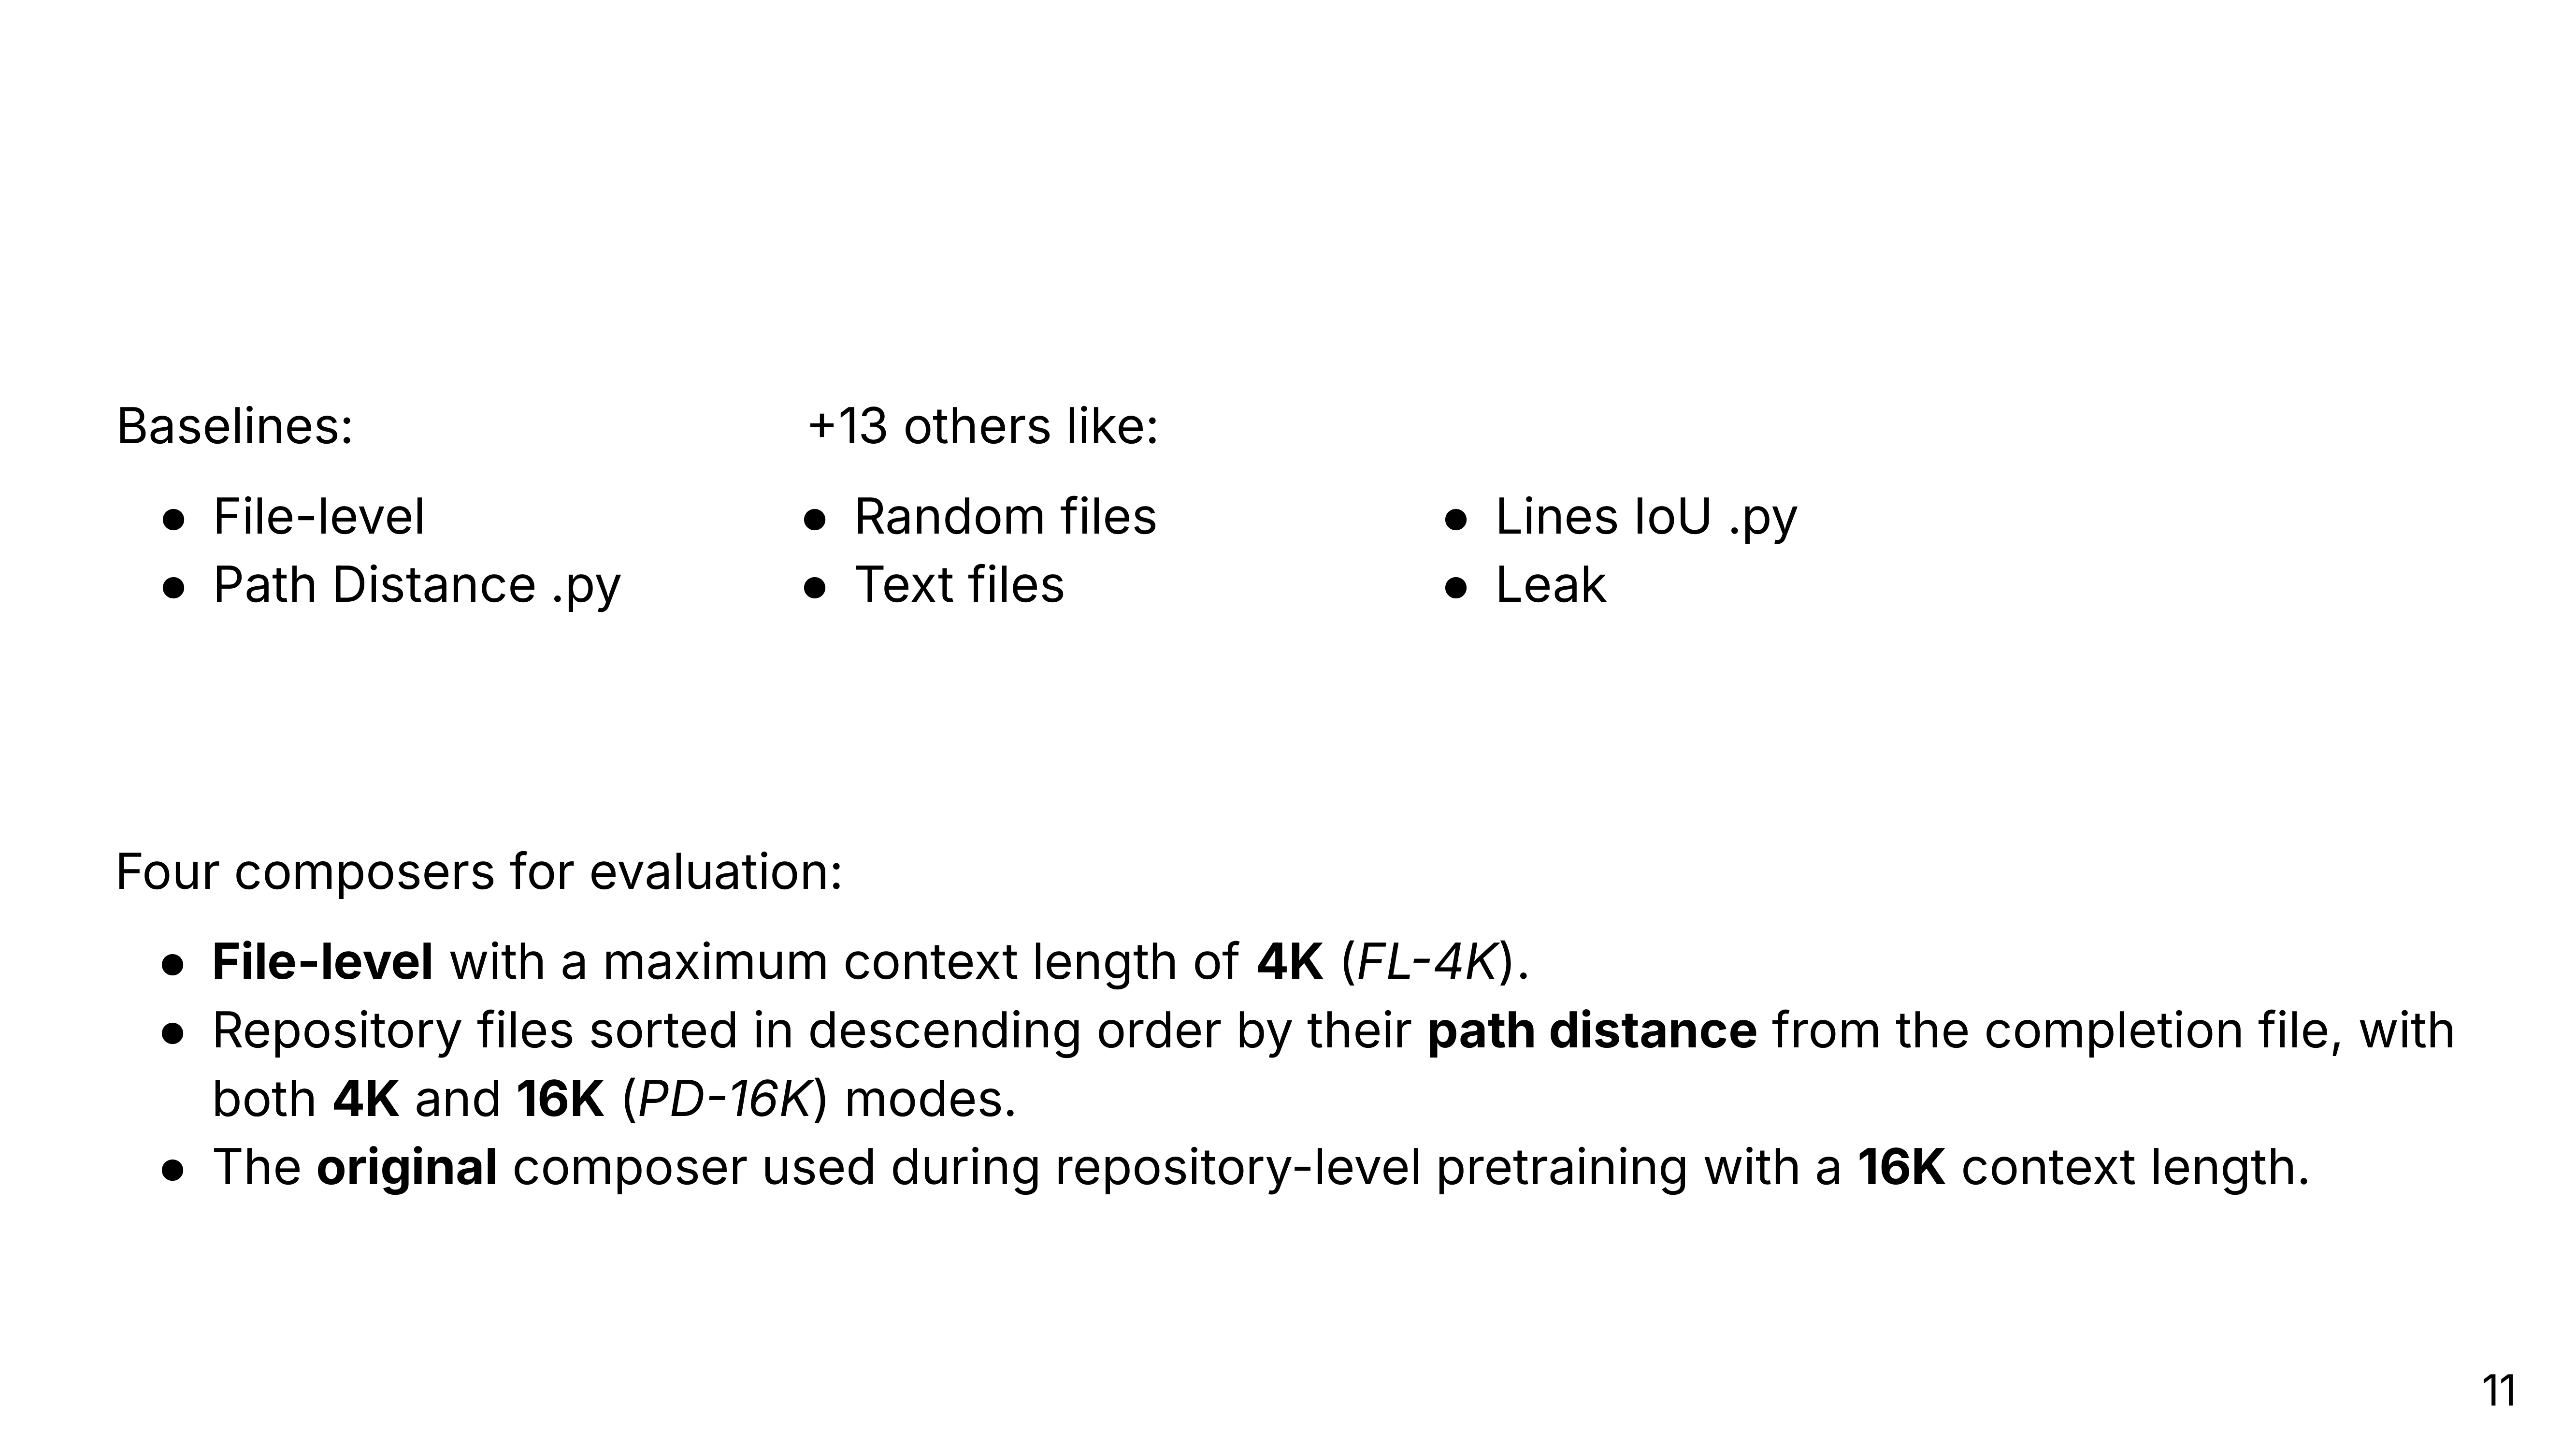 Baselines:
● File-level
● Path Distance .py
+13 others like:
● Random files
● Text files
● Lines IoU .py
● Leak
Four composers for evaluation:
● File-level with a maximum context length of 4K (FL-4K).
● Repository files sorted in descending order by their path distance from the completion file, with
both 4K and 16K (PD-16K) modes.
● The original composer used during repository-level pretraining with a 16K context length.
11